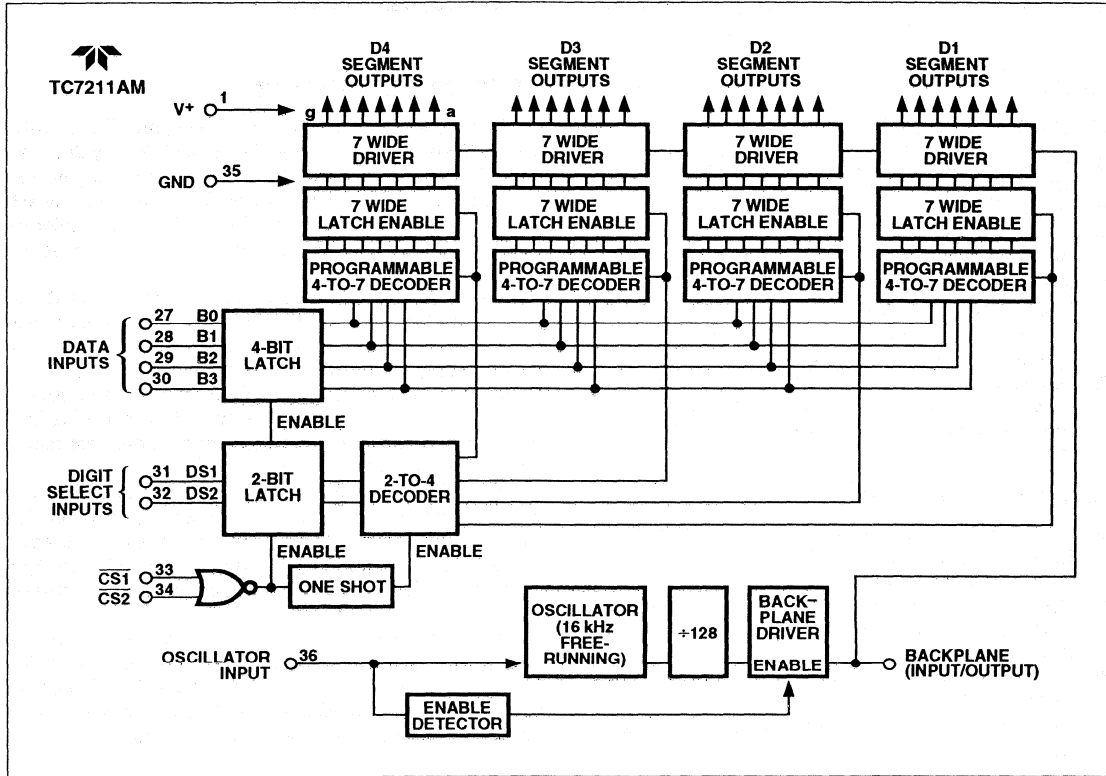 TC7211AM
V+ 1
GND 35
D4
SEGMENT
OUTPUTS
D3
SEGMENT
OUTPUTS
D2
SEGMENT
OUTPUTS
D1
SEGMENT
OUTPUTS
g a
7 WIDE
DRIVER
7 WIDE
DRIVER
7 WIDE
DRIVER
7 WIDE
DRIVER
7 WIDE
LATCH ENABLE
7 WIDE
LATCH ENABLE
7 WIDE
LATCH ENABLE
7 WIDE
LATCH ENABLE
PROGRAMMABLE
4-TO-7 DECODER
PROGRAMMABLE
4-TO-7 DECODER
PROGRAMMABLE
4-TO-7 DECODER
PROGRAMMABLE
4-TO-7 DECODER
DATA
INPUTS
27 B0
28 B1
29 B2
30 B3
4-BIT
LATCH
ENABLE
DIGIT
SELECT
INPUTS
31 DS1
32 DS2
2-BIT
LATCH
2-TO-4
DECODER
ENABLE
ENABLE
C̅S̅1̅ 33
C̅S̅2̅ 34
ONE SHOT
OSCILLATOR
INPUT
36
OSCILLATOR
(16 kHz
FREE-
RUNNING)
÷128
BACK-
PLANE
DRIVER
ENABLE
BACKPLANE
(INPUT/OUTPUT)
ENABLE
DETECTOR